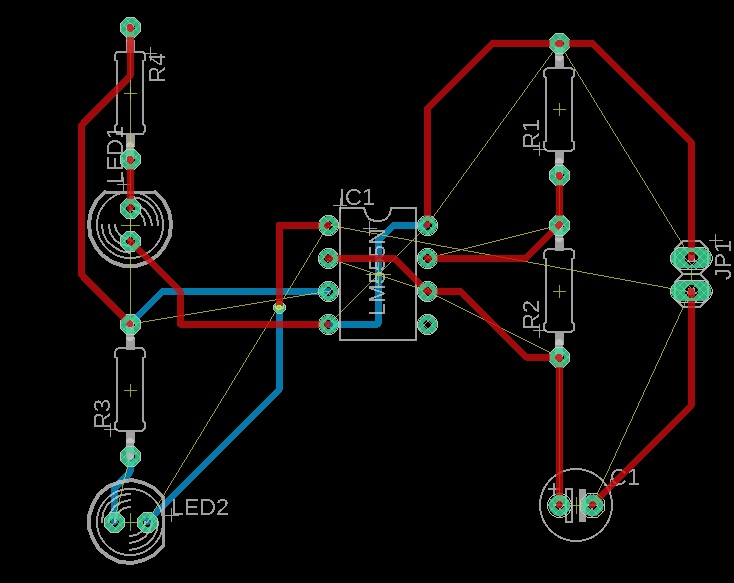 R4
LED1
R1
IC1
LM555N
JP1
R2
R3
C1
LED2